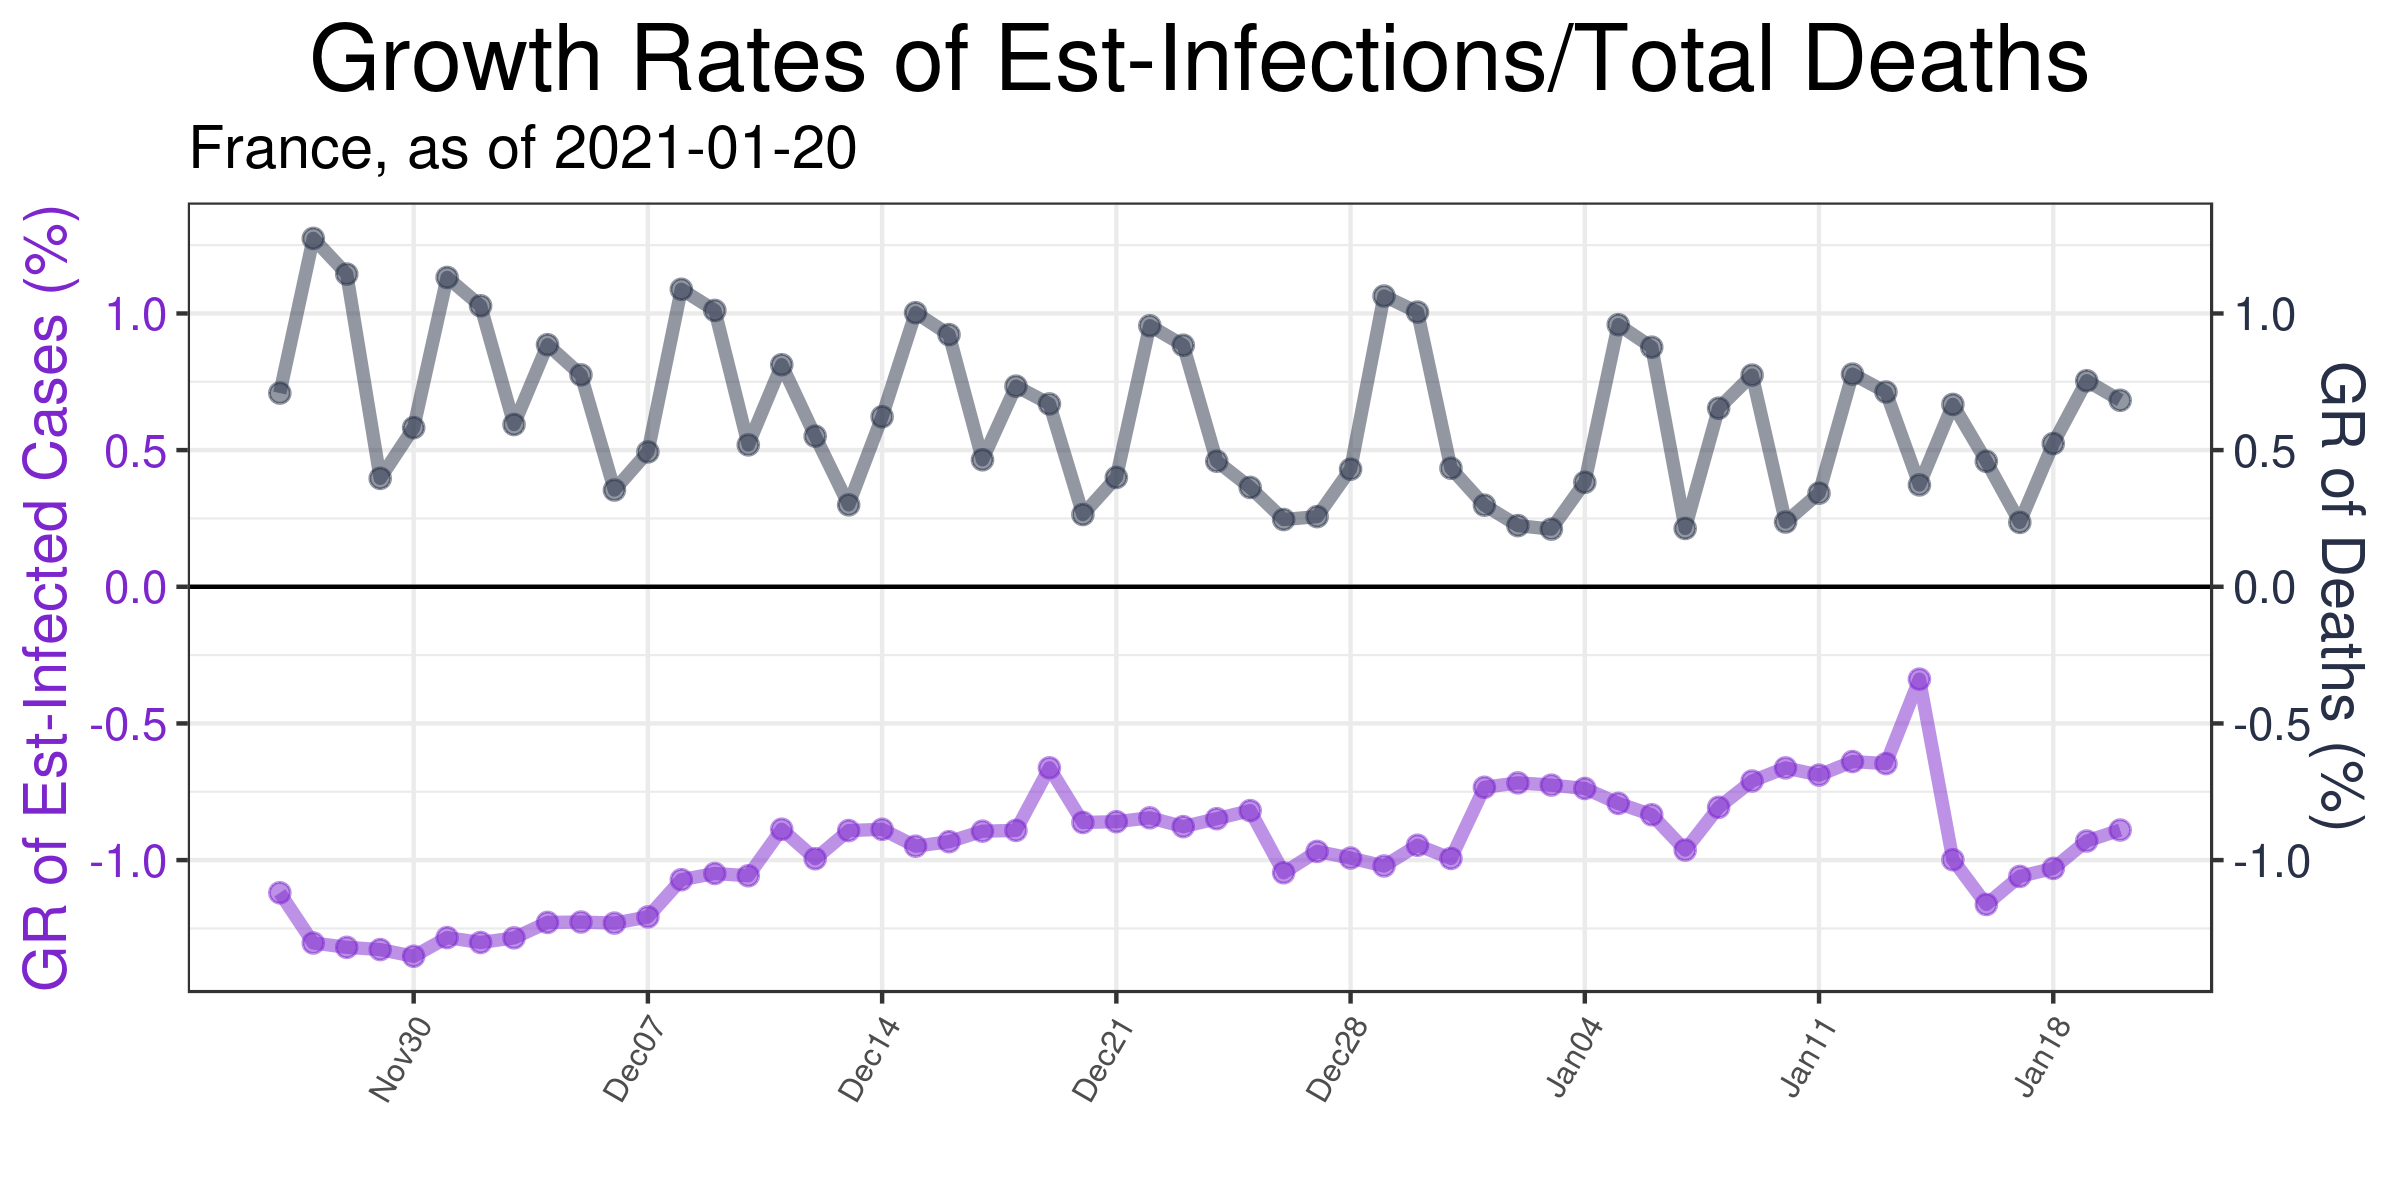 Growth Rates of Est-Infections/Total Deaths
France, as of 2021-01-20
GR of Est-Infected Cases (%)
1.0
0.5
0.0
-0.5
-1.0
1.0
0.5
0.0
-0.5
-1.0
GR of Deaths (%)
Nov30
Dec07
Dec14
Dec21
Dec28
Jan04
Jan11
Jan18